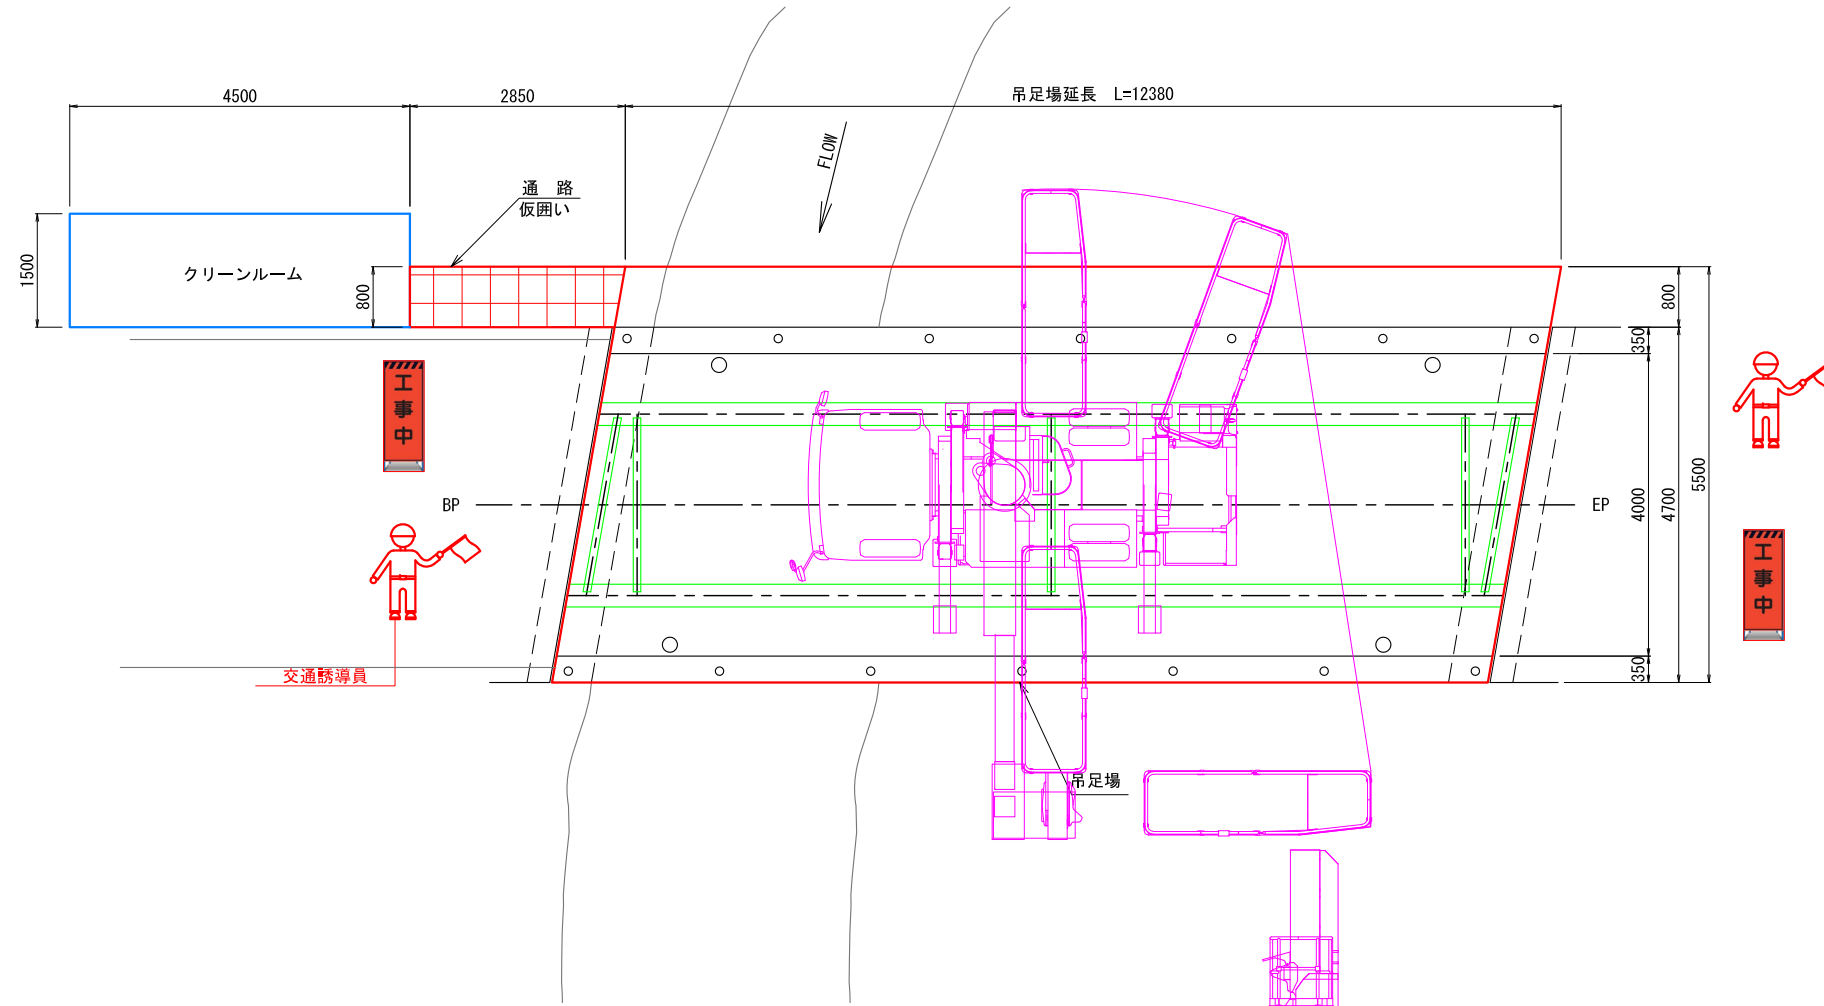 4500
2850
吊足場延長 L=12380
FLOW
通 路
仮囲い
1500
クリーンルーム
800
800
350
工事中
BP
EP
4000
4700
5500
工事中
交通誘導員
350
吊足場